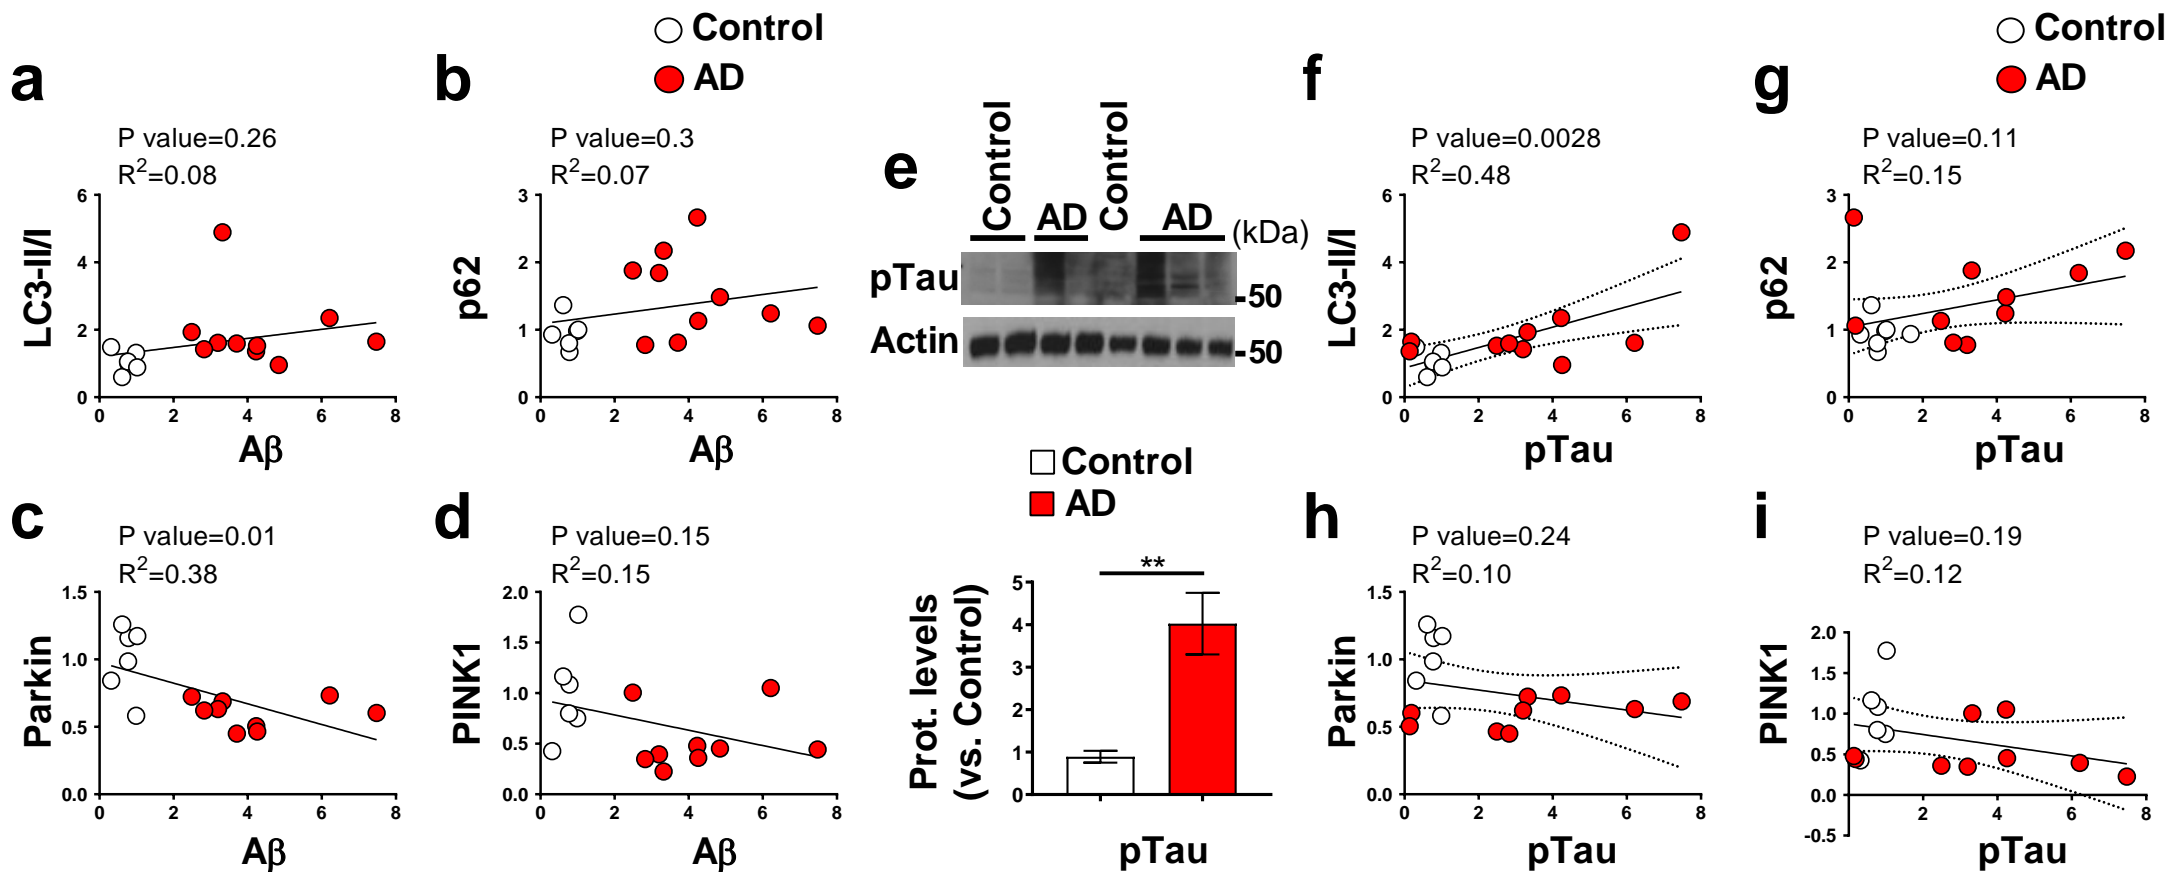 Control
AD
Control
AD
a
P value=0.26
R2=0.08
LC3-II/I
6
4
2
0
0 2 4 6 8
Aβ
b
P value=0.3
R2=0.07
p62
3
2
1
0
0 2 4 6 8
Aβ
e
Control AD Control AD
(kDa)
pTau
-50
Actin
-50
f
P value=0.0028
R2=0.48
LC3-II/I
6
4
2
0
0 2 4 6 8
pTau
g
P value=0.11
R2=0.15
p62
3
2
1
0
0 2 4 6 8
pTau
c
P value=0.01
R2=0.38
Parkin
1.5
1.0
0.5
0.0
0 2 4 6 8
Aβ
d
P value=0.15
R2=0.15
PINK1
2.0
1.5
1.0
0.5
0.0
0 2 4 6 8
Aβ
Control
AD
Prot. levels
(vs. Control)
**
5
4
3
2
1
0
pTau
h
P value=0.24
R2=0.10
Parkin
1.5
1.0
0.5
0.0
0 2 4 6 8
pTau
i
P value=0.19
R2=0.12
PINK1
2.0
1.5
1.0
0.5
0.0
-0.5
2 4 6 8
pTau